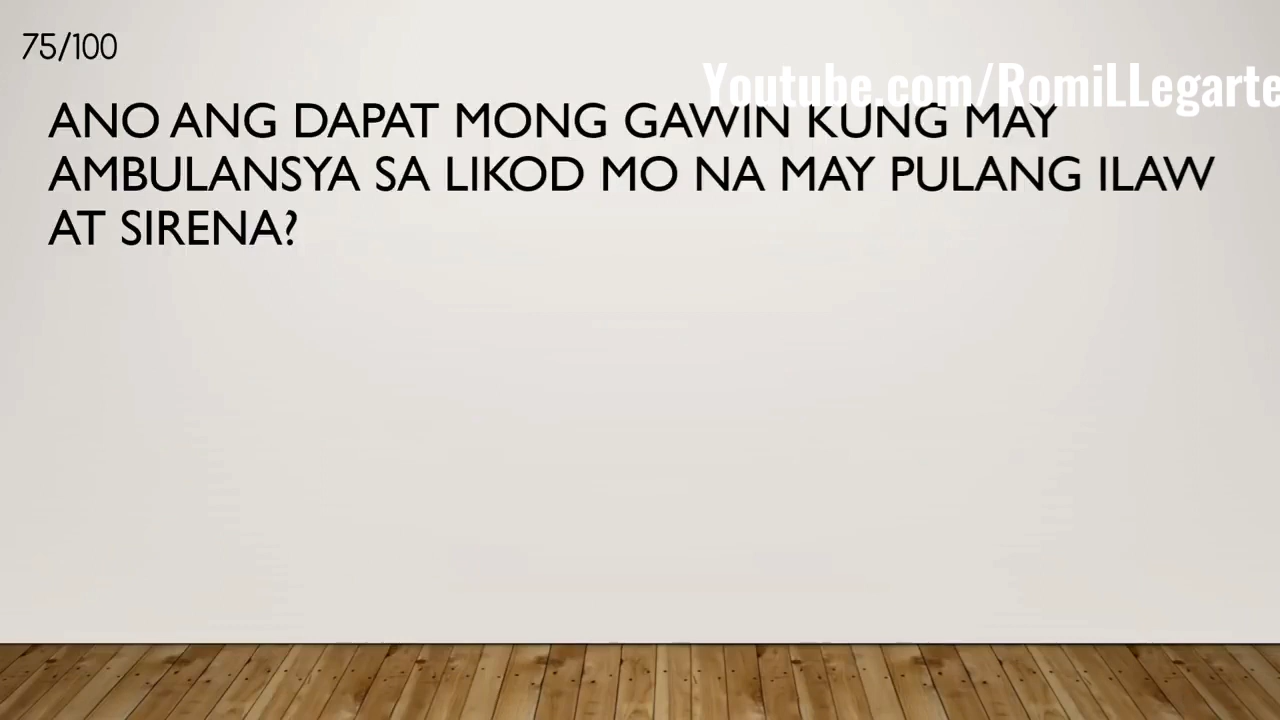 75/100
Youtube.com/RomiLLegarte
ANO ANG DAPAT MONG GAWIN KUNG MAY
AMBULANSYA SA LIKOD MO NA MAY PULANG ILAW
AT SIRENA?